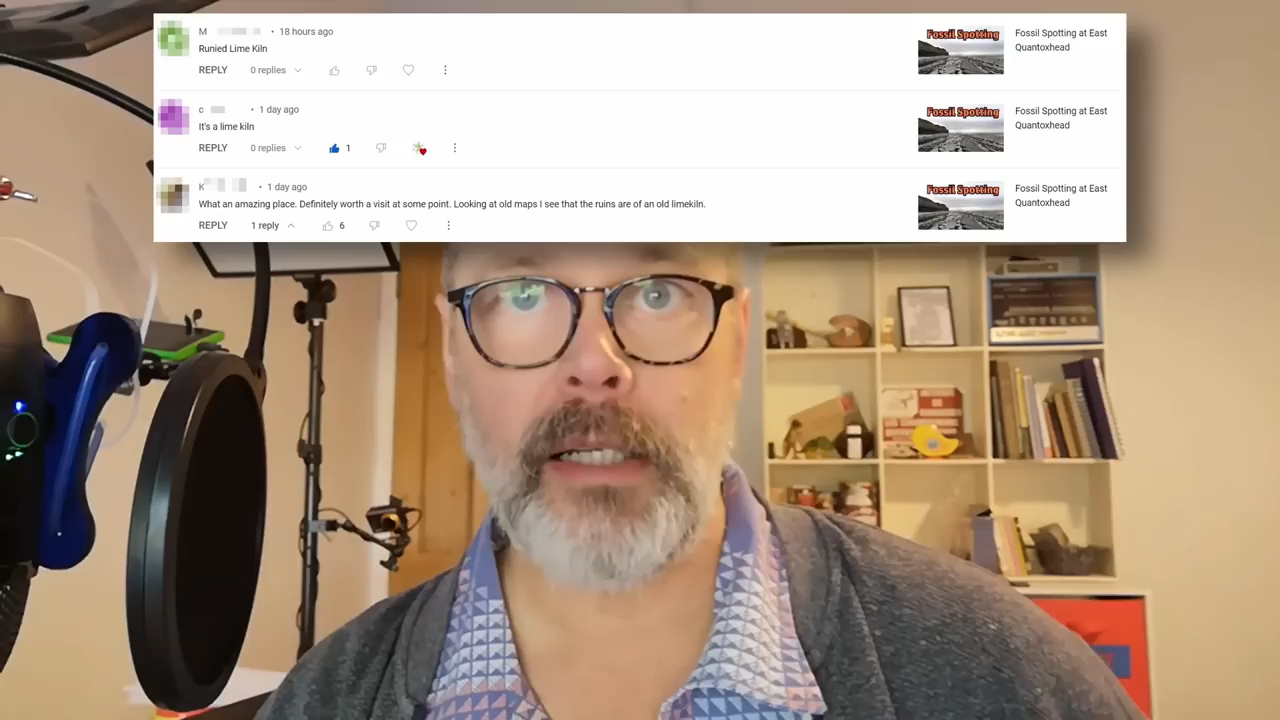 M • 18 hours ago
Fossil Spotting
Fossil Spotting at East
Quantoxhead
Runied Lime Kiln
REPLY 0 replies
c • 1 day ago
Fossil Spotting
Fossil Spotting at East
Quantoxhead
It's a lime kiln
REPLY 0 replies 1
K • 1 day ago
Fossil Spotting
Fossil Spotting at East
Quantoxhead
What an amazing place. Definitely worth a visit at some point. Looking at old maps I see that the ruins are of an old limekiln.
REPLY 1 reply 6